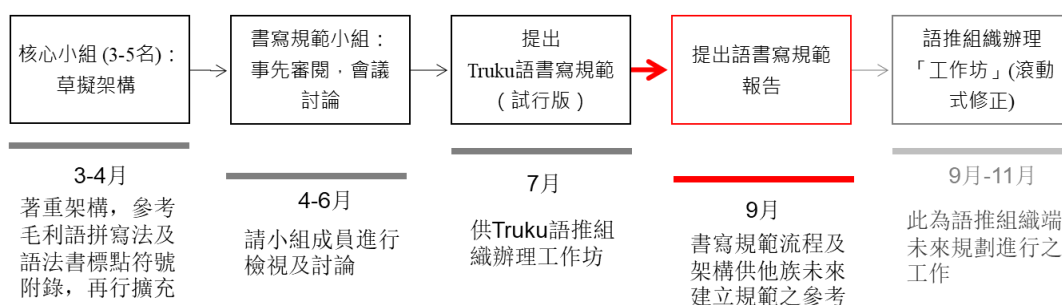 核心小組 (3-5名)：
草擬架構
書寫規範小組：
事先審閱，會議
討論
提出
Truku語書寫規範
（試行版）
提出語書寫規範
報告
語推組織辦理
「工作坊」(滾動
式修正)
3-4月
著重架構，參考
毛利語拼寫法及
語法書標點符號
附錄，再行擴充
4-6月
請小組成員進行
檢視及討論
7月
供Truku語推組
織辦理工作坊
9月
書寫規範流程及
架構供他族未來
建立規範之參考
9月-11月
此為語推組織端
未來規劃進行之
工作